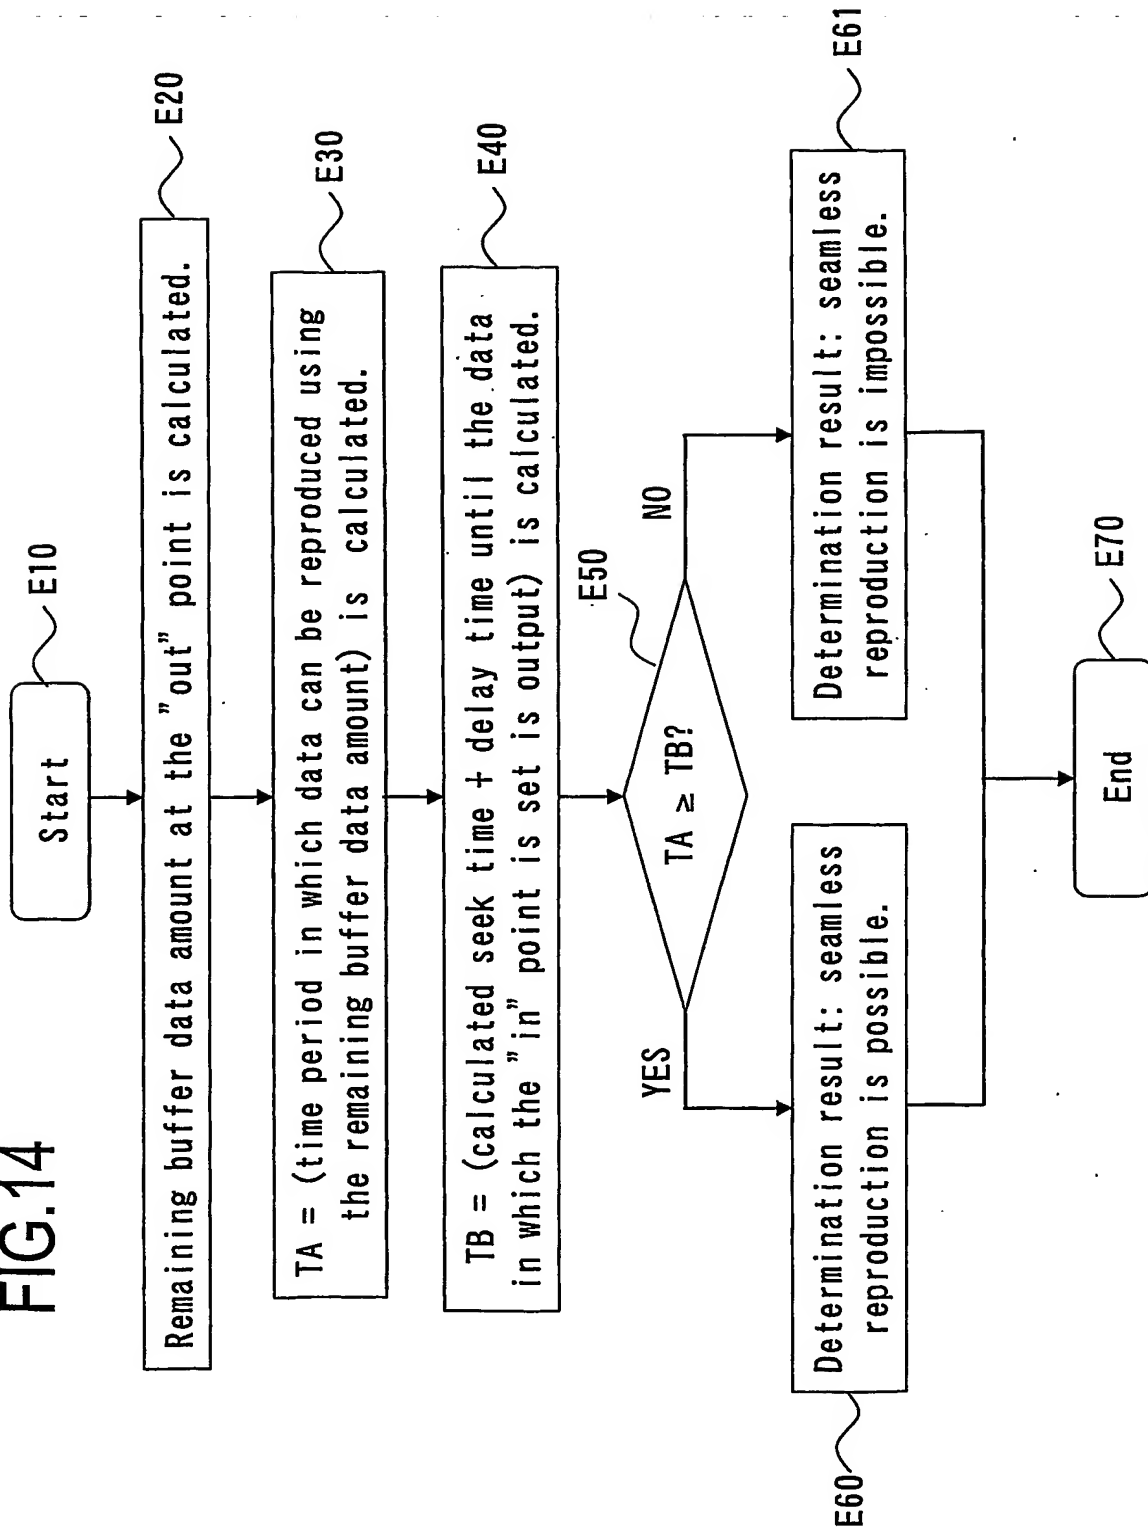 FIG.14
Start
E10
Remaining buffer data amount at the "out" point is calculated.
E20
TA = (time period in which data can be reproduced using
the remaining buffer data amount) is calculated.
E30
TB = (calculated seek time + delay time until the data
in which the "in" point is set is output) is calculated.
E40
TA ≥ TB?
E50
YES
NO
Determination result: seamless
reproduction is possible.
E60
Determination result: seamless
reproduction is impossible.
E61
End
E70